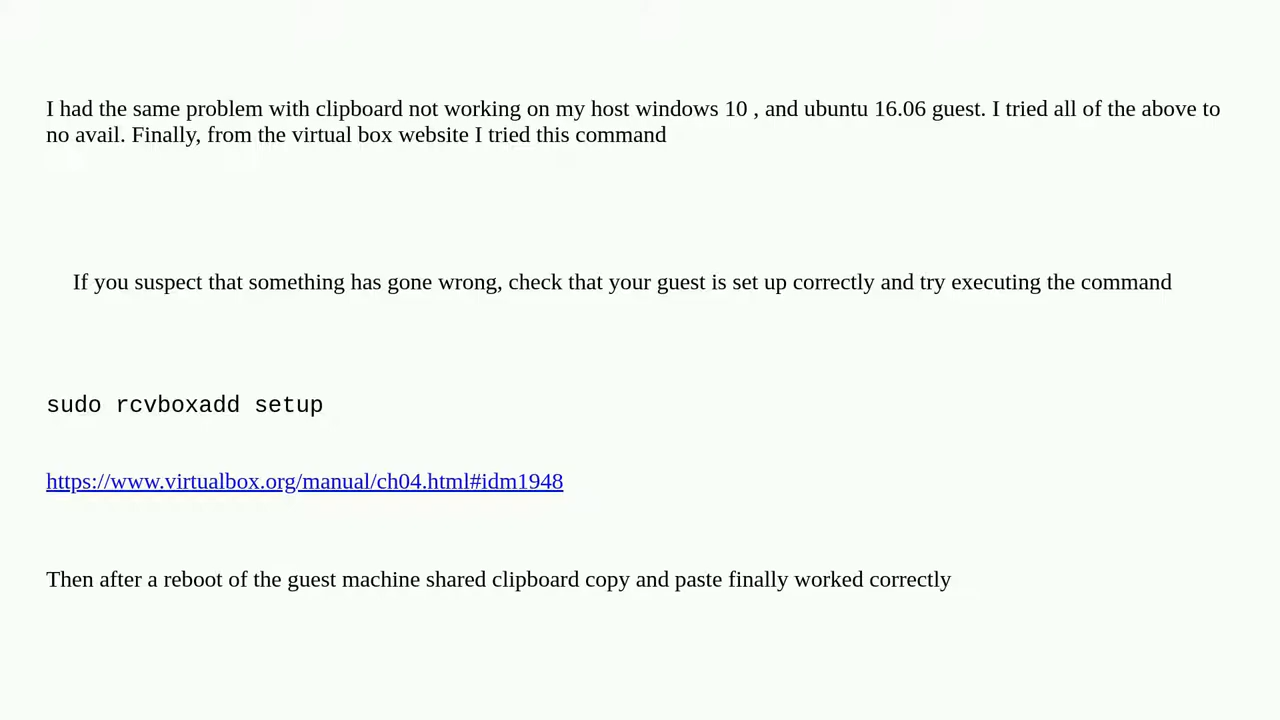 I had the same problem with clipboard not working on my host windows 10 , and ubuntu 16.06 guest. I tried all of the above to
no avail. Finally, from the virtual box website I tried this command
If you suspect that something has gone wrong, check that your guest is set up correctly and try executing the command
sudo rcvboxadd setup
https://www.virtualbox.org/manual/ch04.html#idm1948
Then after a reboot of the guest machine shared clipboard copy and paste finally worked correctly